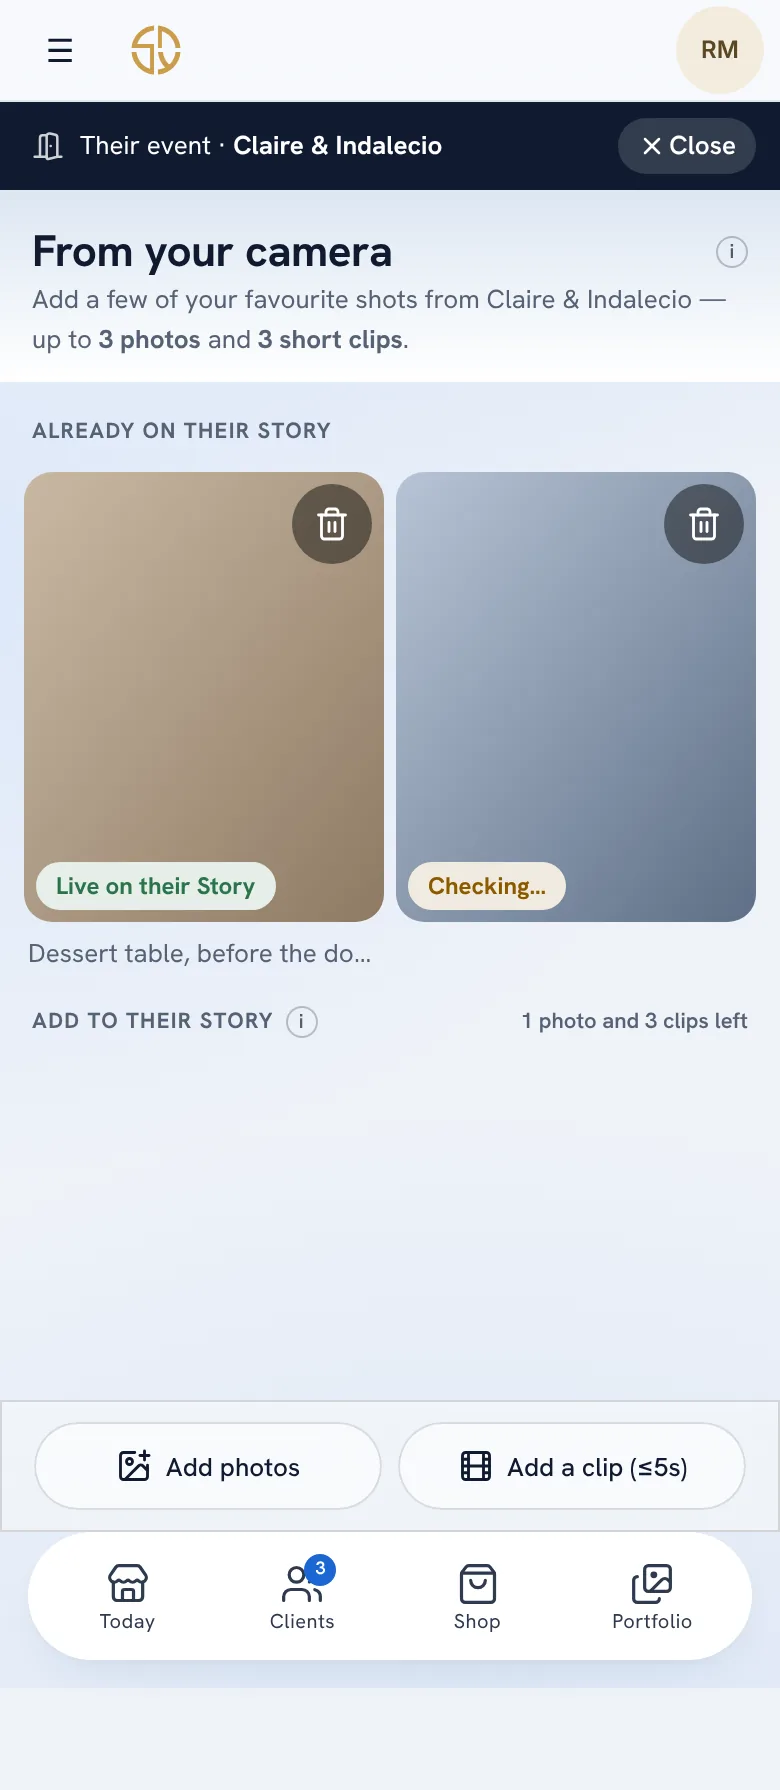 RM
Their event · Claire & Indalecio
Close
From your camera
i
Add a few of your favourite shots from Claire & Indalecio —
up to 3 photos and 3 short clips.
ALREADY ON THEIR STORY
Live on their Story
Checking...
Dessert table, before the do...
ADD TO THEIR STORY i 1 photo and 3 clips left
Add photos
Add a clip (≤5s)
3
Today
Clients
Shop
Portfolio